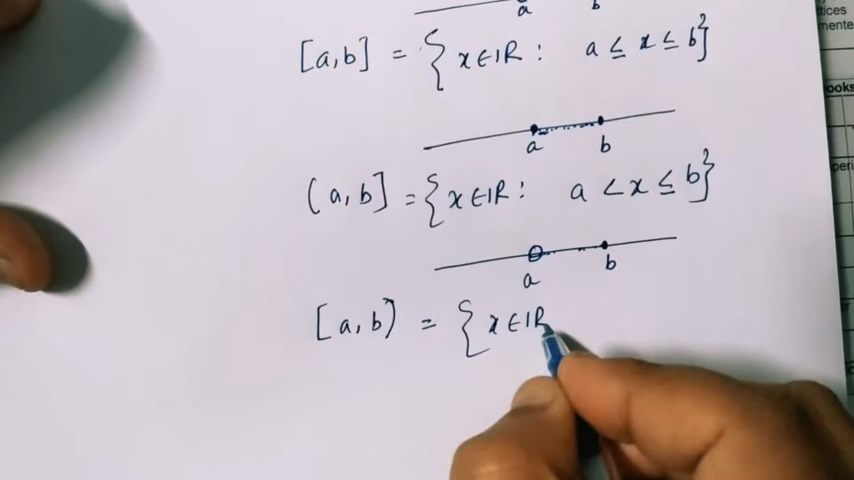 a b
[a,b] = { x ∈ ℝ : a ≤ x ≤ b}
a b
(a,b] = { x ∈ ℝ : a < x ≤ b}
a b
[a,b) = { x ∈ ℝ